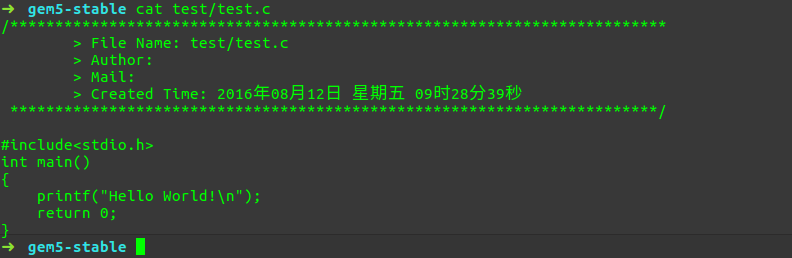 ➜ gem5-stable cat test/test.c
/*************************************************************************
> File Name: test/test.c
> Author:
> Mail:
> Created Time: 2016年08月12日 星期五 09时28分39秒
************************************************************************/
#include<stdio.h>
int main()
{
printf("Hello World!\n");
return 0;
}
➜ gem5-stable